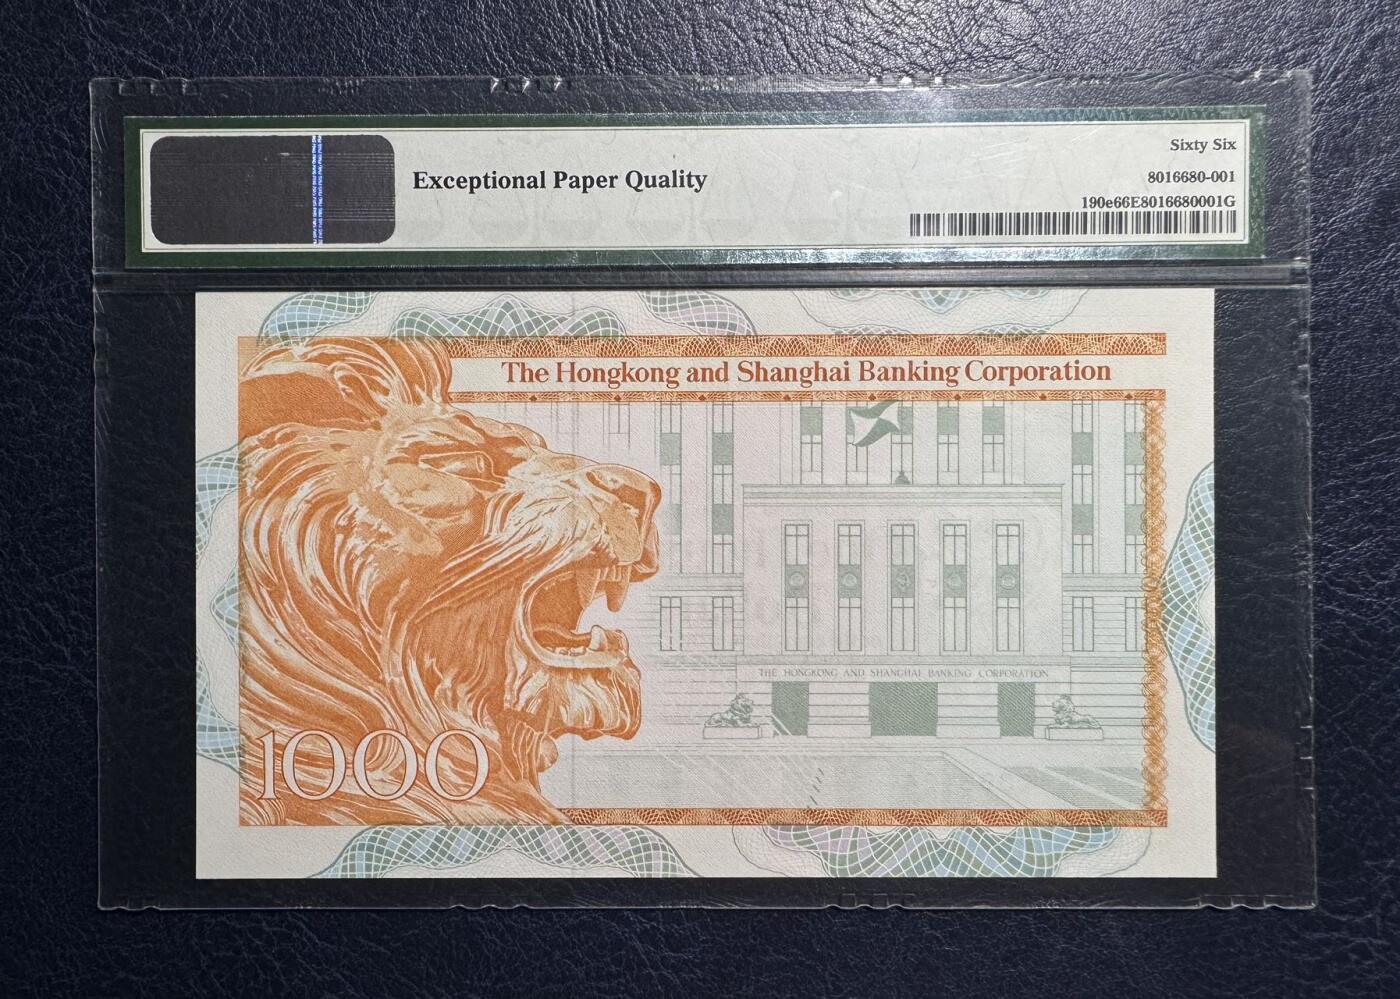 Sixty Six
Exceptional Paper Quality
8016680-001
190e66E8016680001G
The Hongkong and Shanghai Banking Corporation
THE HONGKONG AND SHANGHAI BANKING CORPORATION
1000